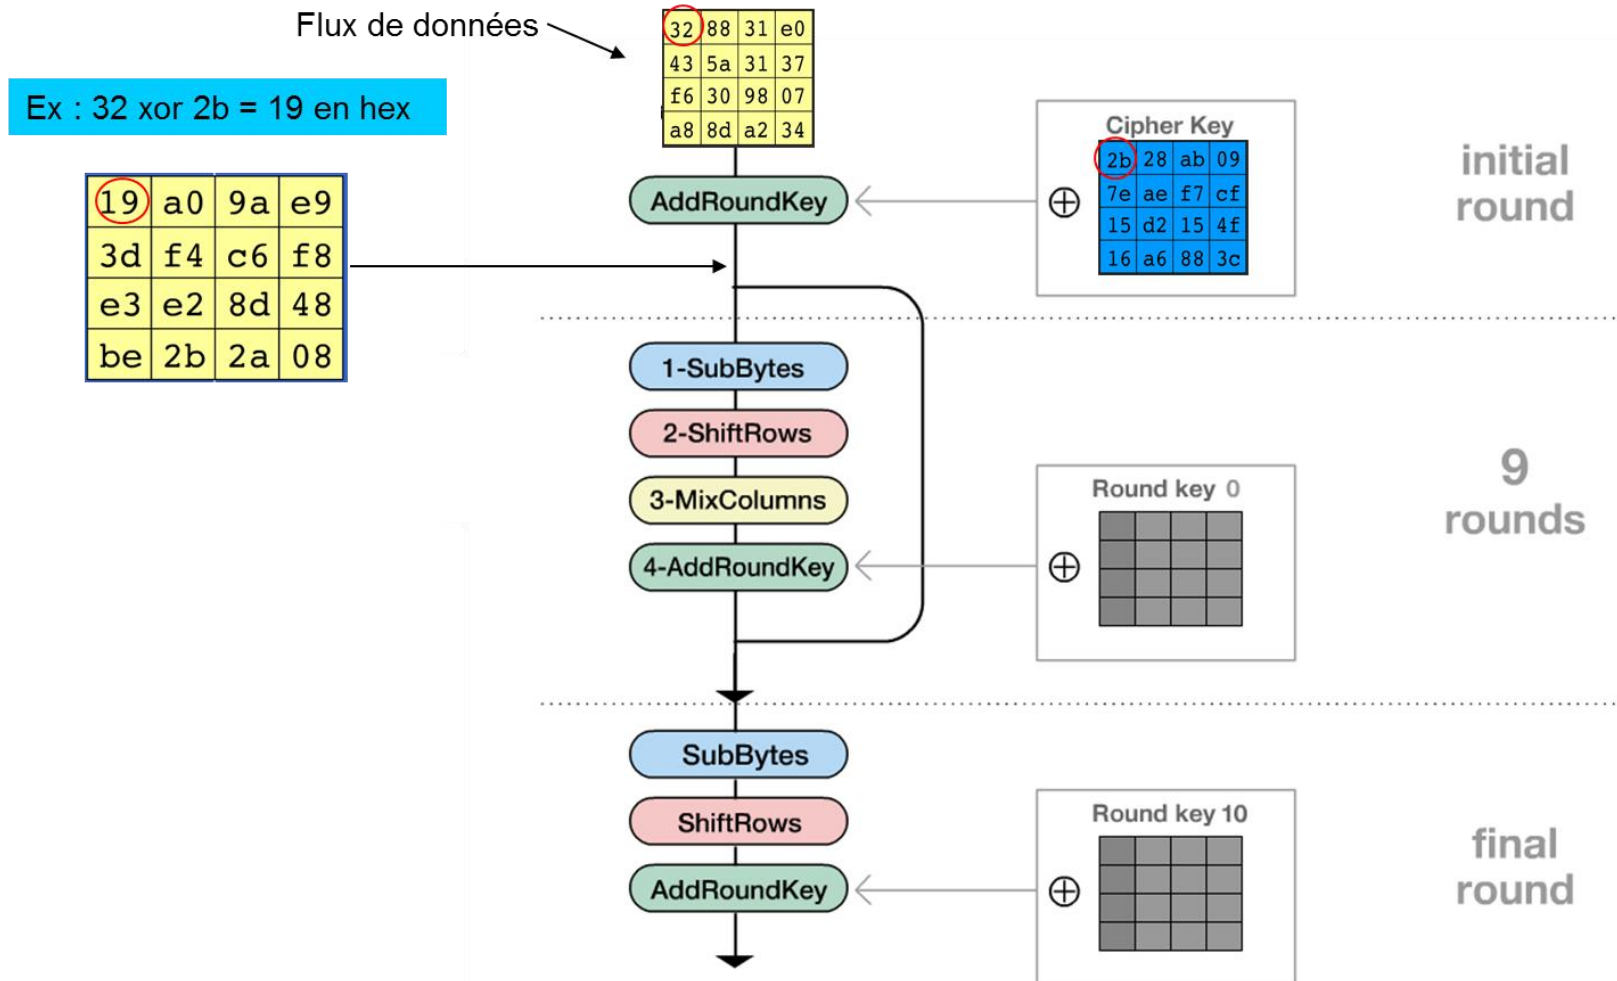 Flux de données
32 88 31 e0
43 5a 31 37
f6 30 98 07
a8 8d a2 34
Ex : 32 xor 2b = 19 en hex
19 a0 9a e9
3d f4 c6 f8
e3 e2 8d 48
be 2b 2a 08
AddRoundKey
Cipher Key
2b 28 ab 09
7e ae f7 cf
15 d2 15 4f
16 a6 88 3c
initial
round
1-SubBytes
2-ShiftRows
3-MixColumns
4-AddRoundKey
Round key 0
9
rounds
SubBytes
ShiftRows
AddRoundKey
Round key 10
final
round